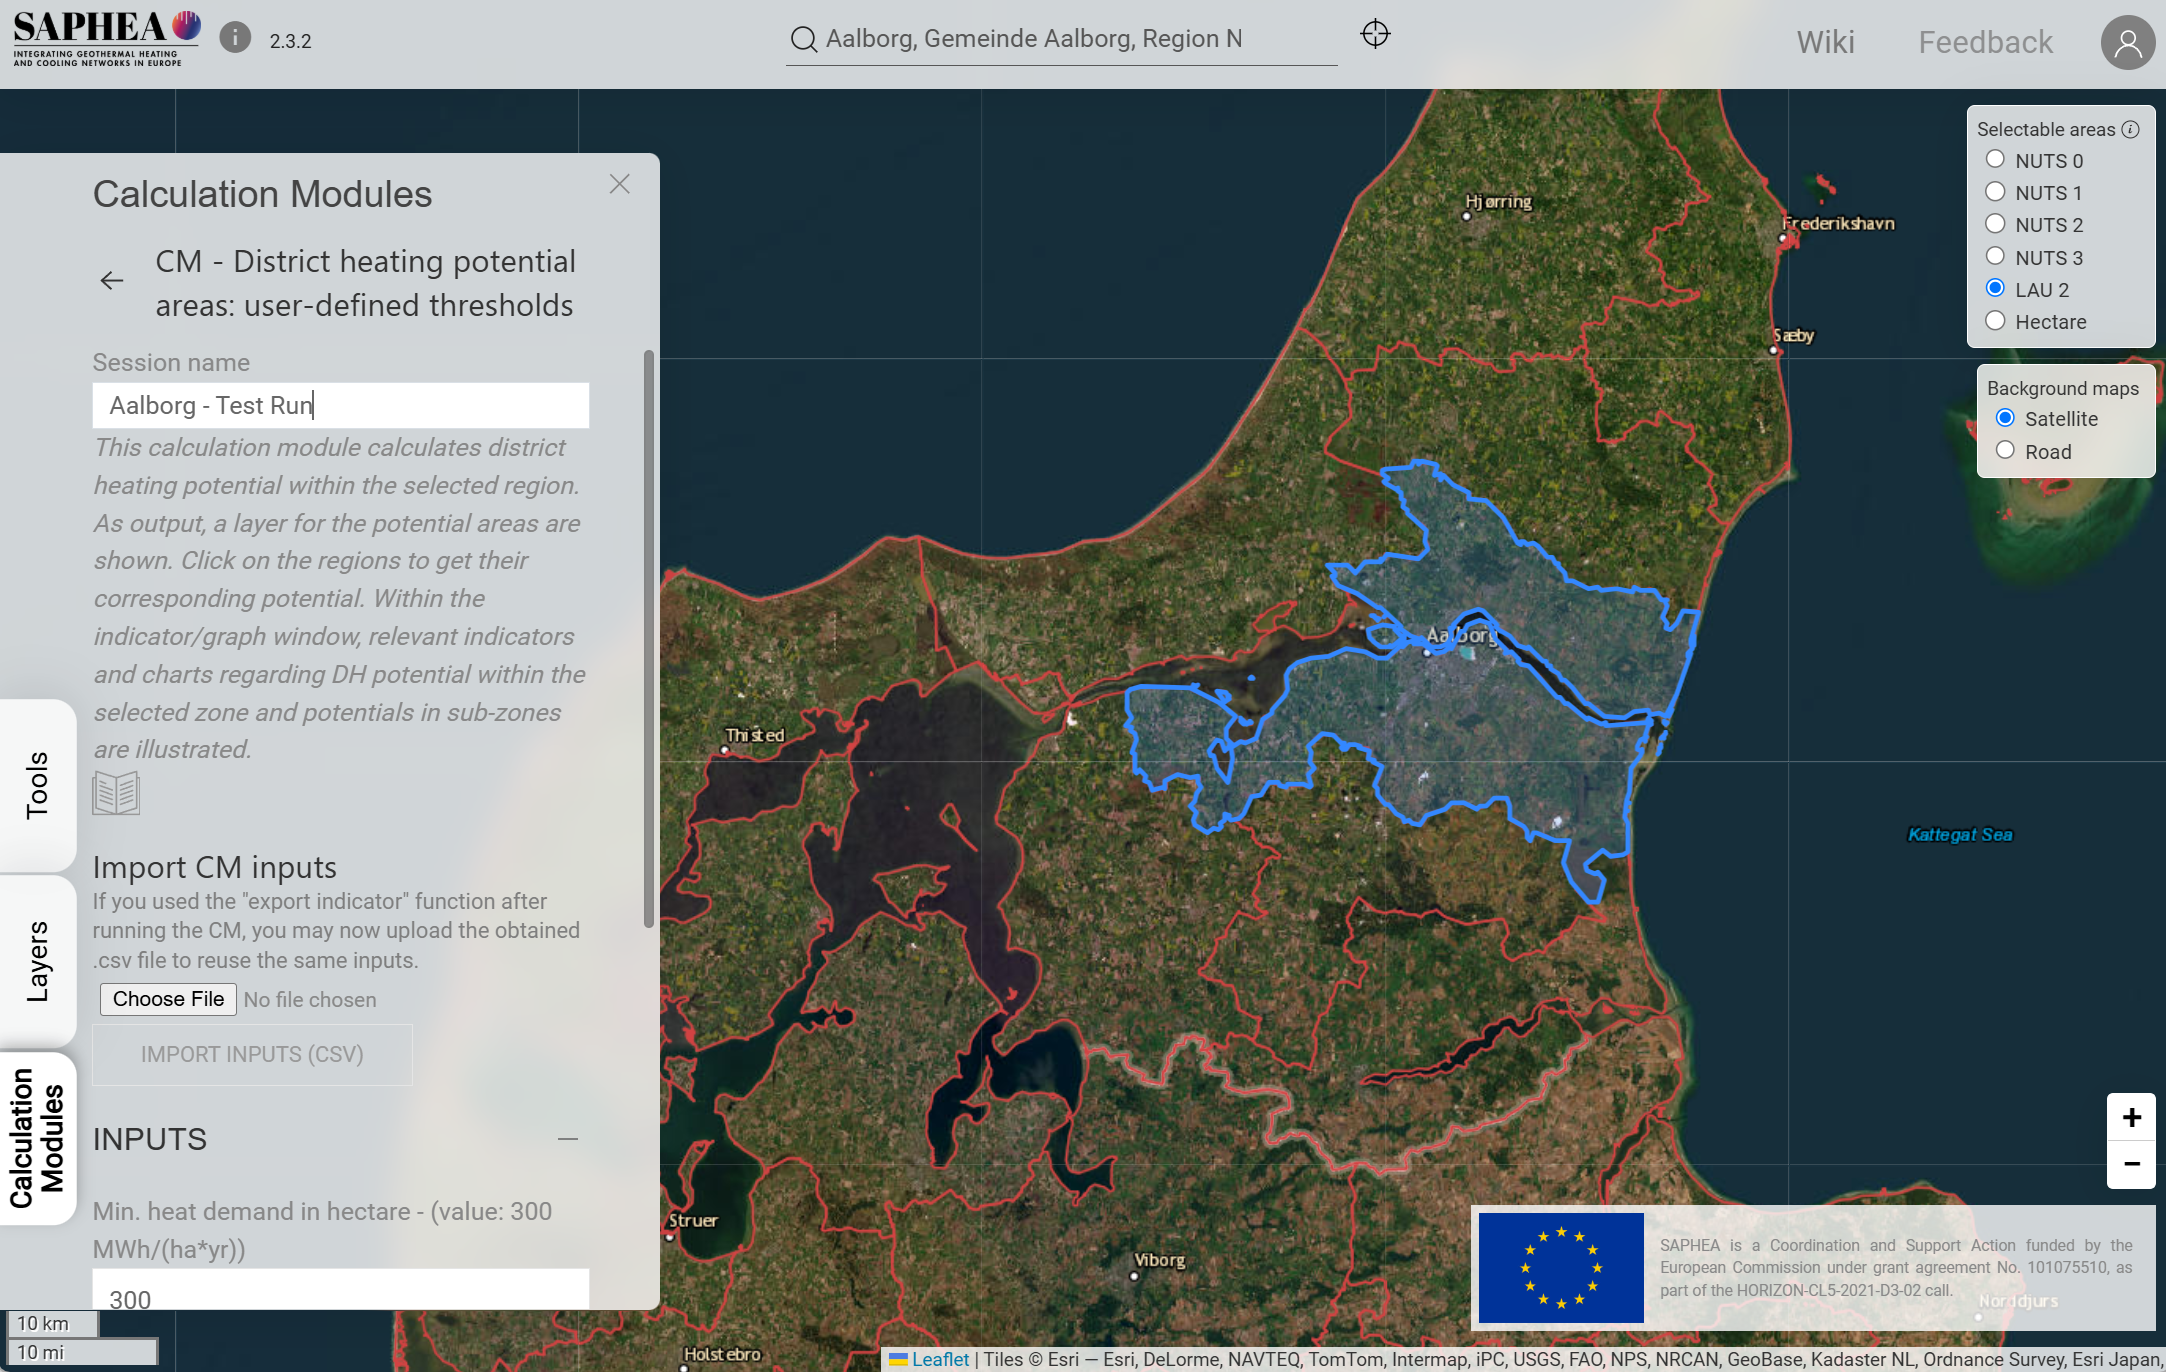 SAPHEA
INTEGRATING GEOTHERMAL HEATING
AND COOLING NETWORKS IN EUROPE
i
2.3.2
Aalborg, Gemeinde Aalborg, Region N
Wiki
Feedback
Calculation Modules
CM - District heating potential
areas: user-defined thresholds
Session name
Aalborg - Test Run
This calculation module calculates district
heating potential within the selected region.
As output, a layer for the potential areas are
shown. Click on the regions to get their
corresponding potential. Within the
indicator/graph window, relevant indicators
and charts regarding DH potential within the
selected zone and potentials in sub-zones
are illustrated.
Import CM inputs
If you used the "export indicator" function after
running the CM, you may now upload the obtained
.csv file to reuse the same inputs.
Choose File No file chosen
IMPORT INPUTS (CSV)
INPUTS
Min. heat demand in hectare - (value: 300
MWh/(ha*yr))
300
Tools
Layers
Calculation
Modules
10 km
10 mi
Hjørring
Frederikshavn
Sæby
Aalborg
Thisted
Kattegat Sea
Struer
Viborg
Holstebro
Norddjurs
Selectable areas
NUTS 0
NUTS 1
NUTS 2
NUTS 3
LAU 2
Hectare
Background maps
Satellite
Road
+
−
SAPHEA is a Coordination and Support Action funded by the
European Commission under grant agreement No. 101075510, as
part of the HORIZON-CL5-2021-D3-02 call.
Leaflet | Tiles © Esri — Esri, DeLorme, NAVTEQ, TomTom, Intermap, iPC, USGS, FAO, NPS, NRCAN, GeoBase, Kadaster NL, Ordnance Survey, Esri Japan,